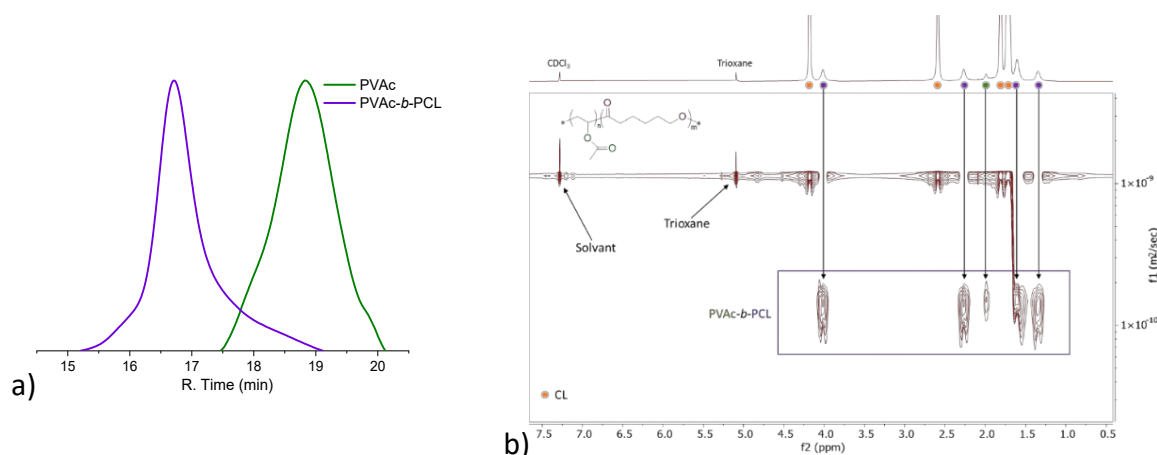 PVAc
PVAc-b-PCL
15 16 17 18 19 20
R. Time (min)
a)
CDCl3
Trioxane
* ( )n ( O O )m *
O O
Solvant
Trioxane
PVAc-b-PCL
CL
1×10-9
1×10-10
f1 (m2/sec)
7.5 7.0 6.5 6.0 5.5 5.0 4.5 4.0 3.5 3.0 2.5 2.0 1.5 1.0 0.5
f2 (ppm)
b)